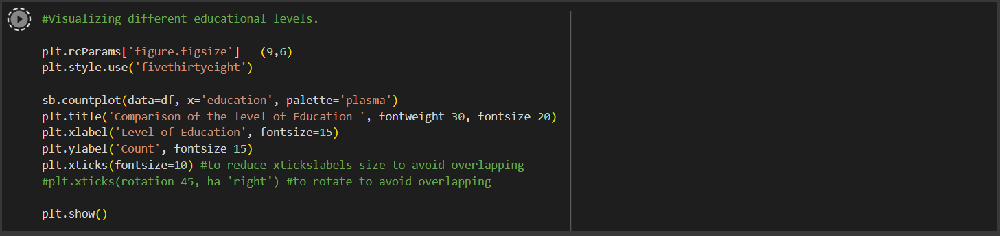 #Visualizing different educational levels.
plt.rcParams['figure.figsize'] = (9,6)
plt.style.use('fivethirtyeight')
sb.countplot(data=df, x='education', palette='plasma')
plt.title('Comparison of the level of Education ', fontweight=30, fontsize=20)
plt.xlabel('Level of Education', fontsize=15)
plt.ylabel('Count', fontsize=15)
plt.xticks(fontsize=10) #to reduce xtickslabels size to avoid overlapping
#plt.xticks(rotation=45, ha='right') #to rotate to avoid overlapping
plt.show()